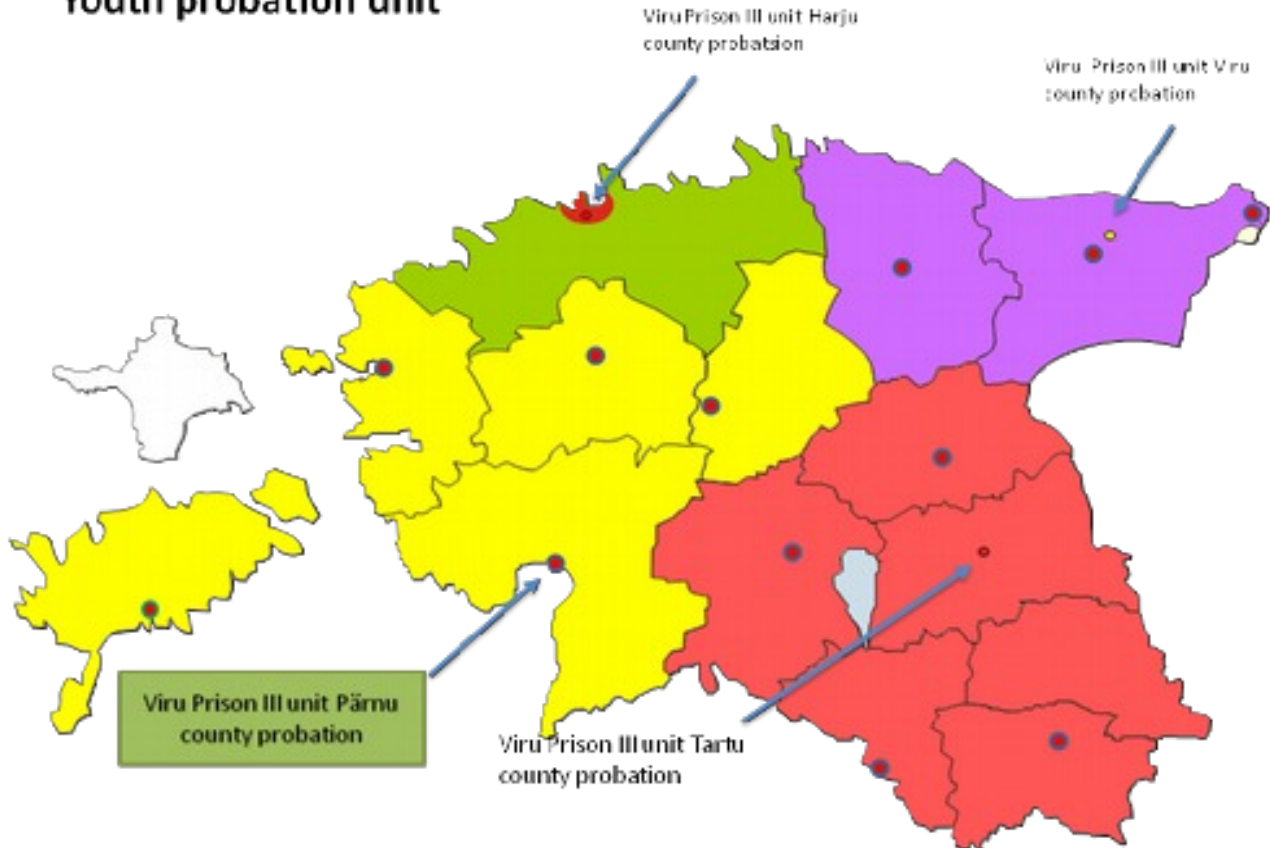 Youth probation unit
Viru Prison III unit Harju
county probatsion
Viru Prison III unit Viru
county probation
Viru Prison III unit Pärnu
county probation
Viru Prison III unit Tartu
county probation